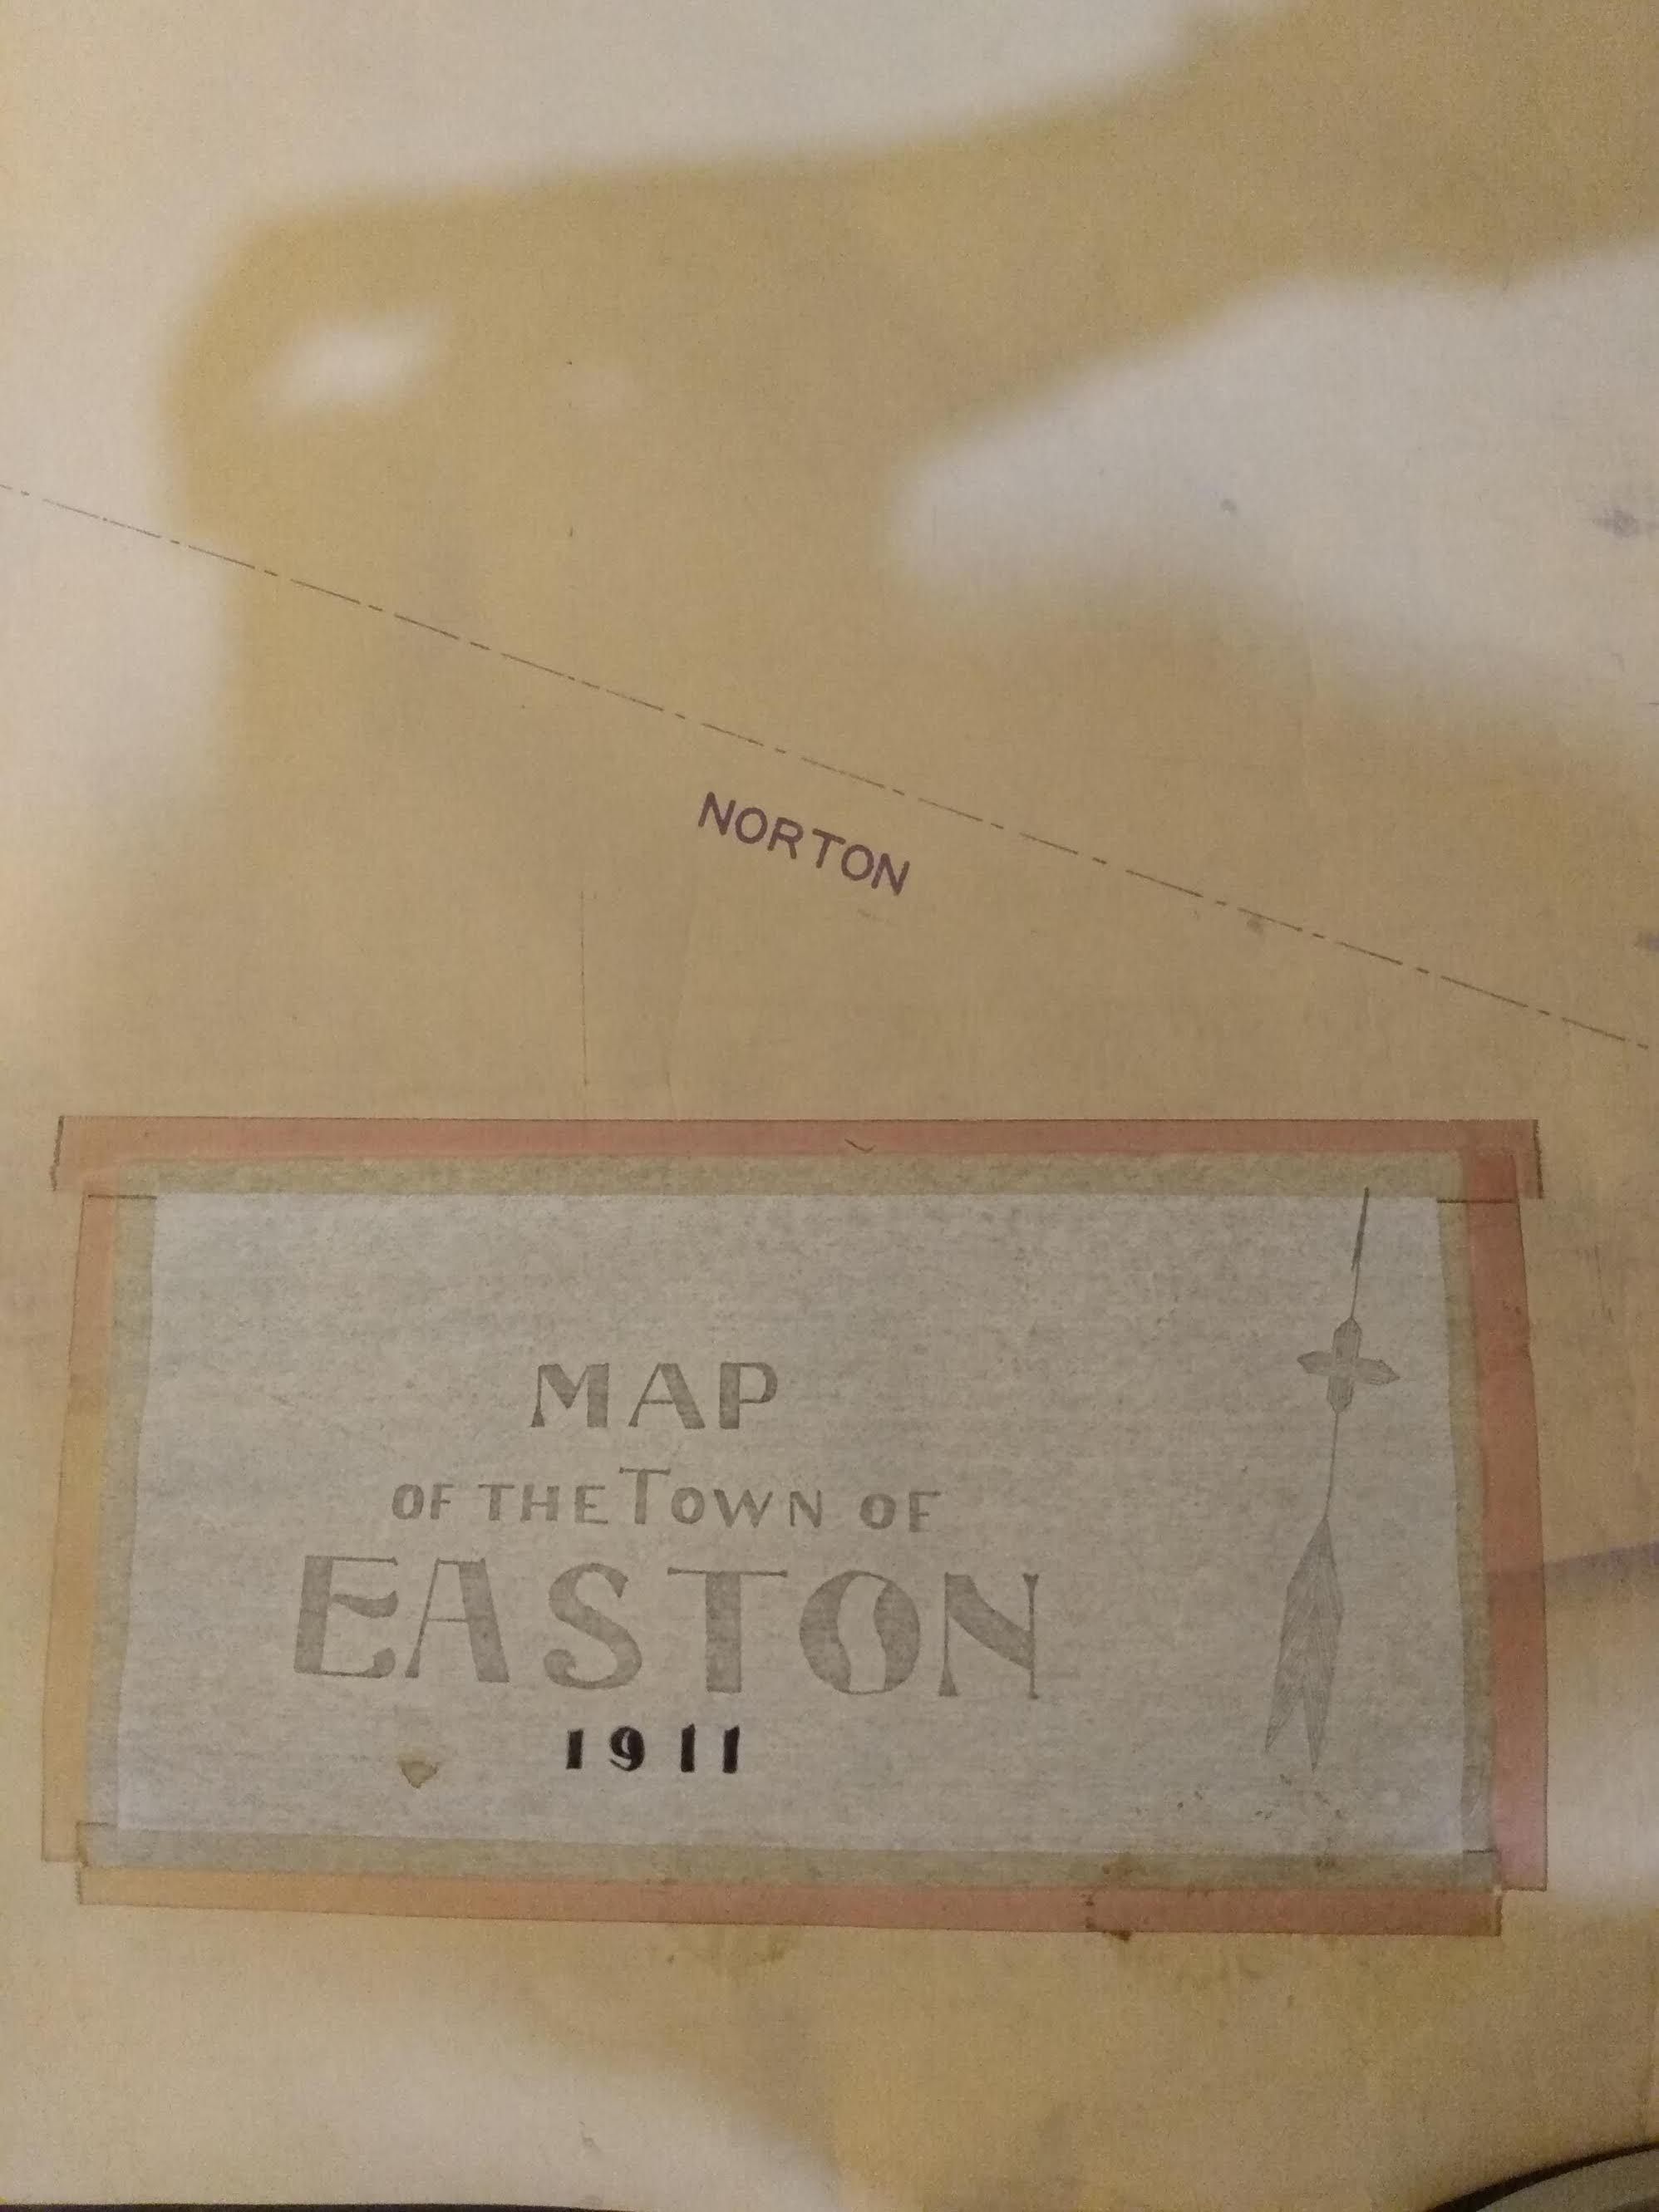 NORTON
MAP
OF THE TOWN OF
EASTON
1911